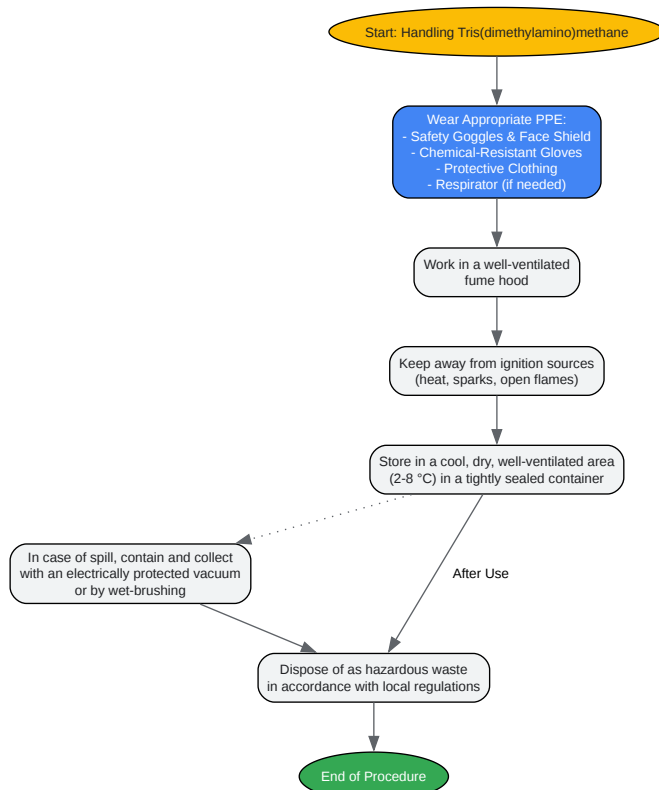 Start: Handling Tris(dimethylamino)methane
Wear Appropriate PPE:
- Safety Goggles & Face Shield
- Chemical-Resistant Gloves
- Protective Clothing
- Respirator (if needed)
Work in a well-ventilated
fume hood
Keep away from ignition sources
(heat, sparks, open flames)
Store in a cool, dry, well-ventilated area
(2-8 °C) in a tightly sealed container
In case of spill, contain and collect
with an electrically protected vacuum
or by wet-brushing
After Use
Dispose of as hazardous waste
in accordance with local regulations
End of Procedure